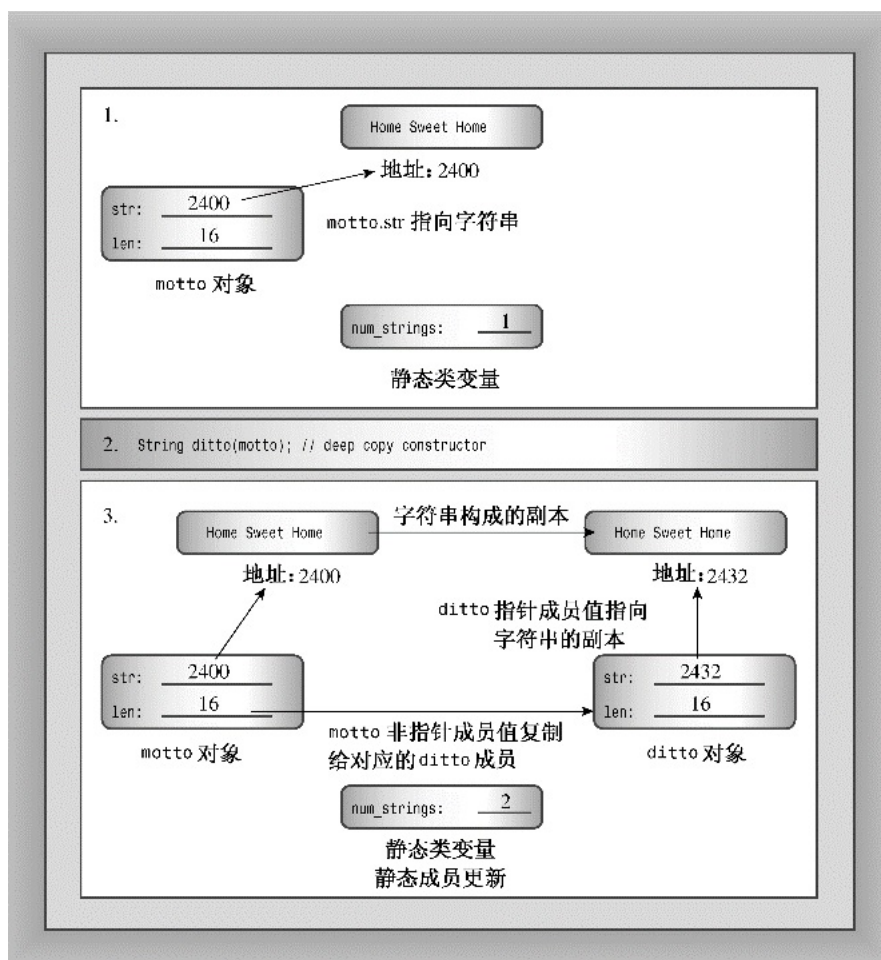 1.
Home Sweet Home
地址：2400
str: 2400
len: 16
motto.str 指向字符串
motto 对象
num_strings: 1
静态类变量
2. String ditto(motto); // deep copy constructor
3.
Home Sweet Home
字符串构成的副本
Home Sweet Home
地址：2400
地址：2432
ditto 指针成员值指向
字符串的副本
str: 2400
len: 16
str: 2432
len: 16
motto 非指针成员值复制
给对应的ditto 成员
motto 对象
ditto 对象
num_strings: 2
静态类变量
静态成员更新